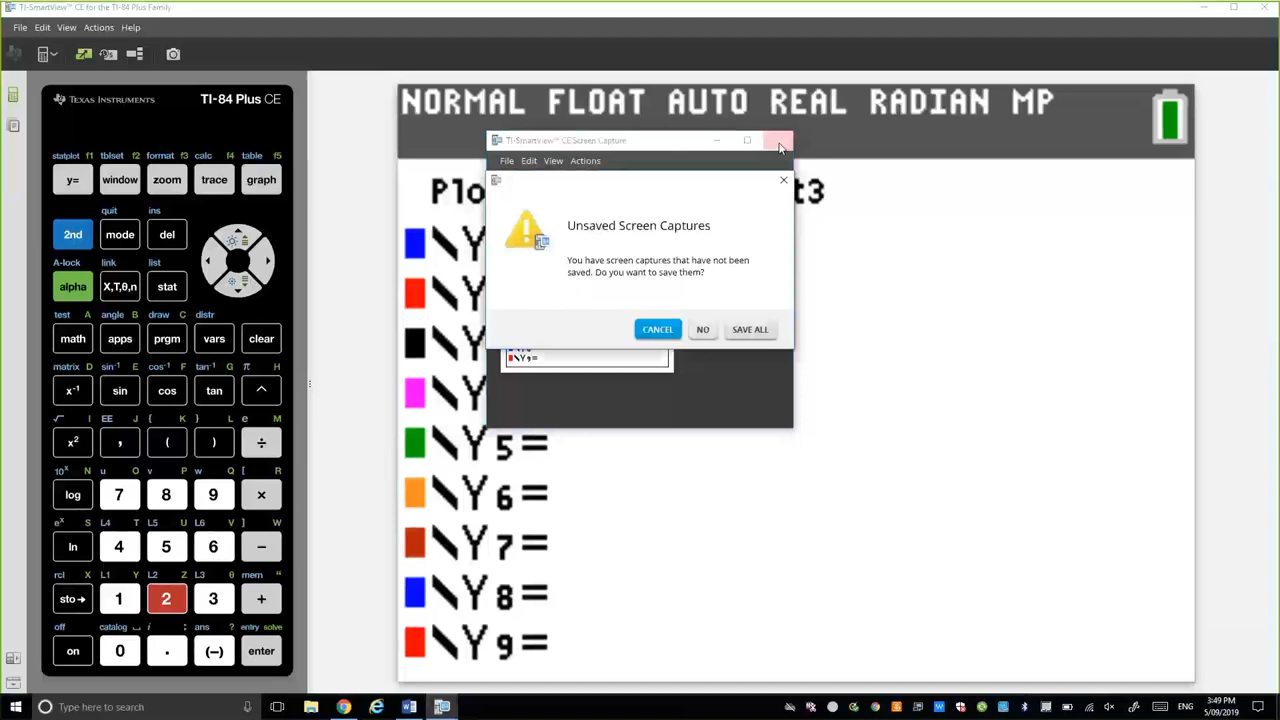 TI-SmartView™ CE for the TI-84 Plus Family
File Edit View Actions Help
TEXAS INSTRUMENTS TI-84 Plus CE
statplot f1 tblset f2 format f3 calc f4 table f5
y= window zoom trace graph
quit ins
2nd mode del
A-lock link list
alpha X,T,θ,n stat
test A angle B draw C distr
math apps prgm vars clear
matrix D sin⁻¹ E cos⁻¹ F tan⁻¹ G π H
x⁻¹ sin cos tan ^
√ I EE J { K } L e M
x² , ( ) ÷
10ˣ N u O v P w Q [ R
log 7 8 9 ×
eˣ S L4 T L5 U L6 V ] W
ln 4 5 6 −
rcl X L1 Y L2 Z L3 θ mem "
sto→ 1 2 3 +
off catalog ␣ i : ans ? entry solve
on 0 . (−) enter
NORMAL FLOAT AUTO REAL RADIAN MP
Plo
t3
\Y
\Y
\Y
\Y
\Y5=
\Y6=
\Y7=
\Y8=
\Y9=
TI-SmartView™ CE Screen Capture
File Edit View Actions
Unsaved Screen Captures
You have screen captures that have not been
saved. Do you want to save them?
CANCEL NO SAVE ALL
\Y9=
Type here to search
ENG
3:49 PM
5/09/2019